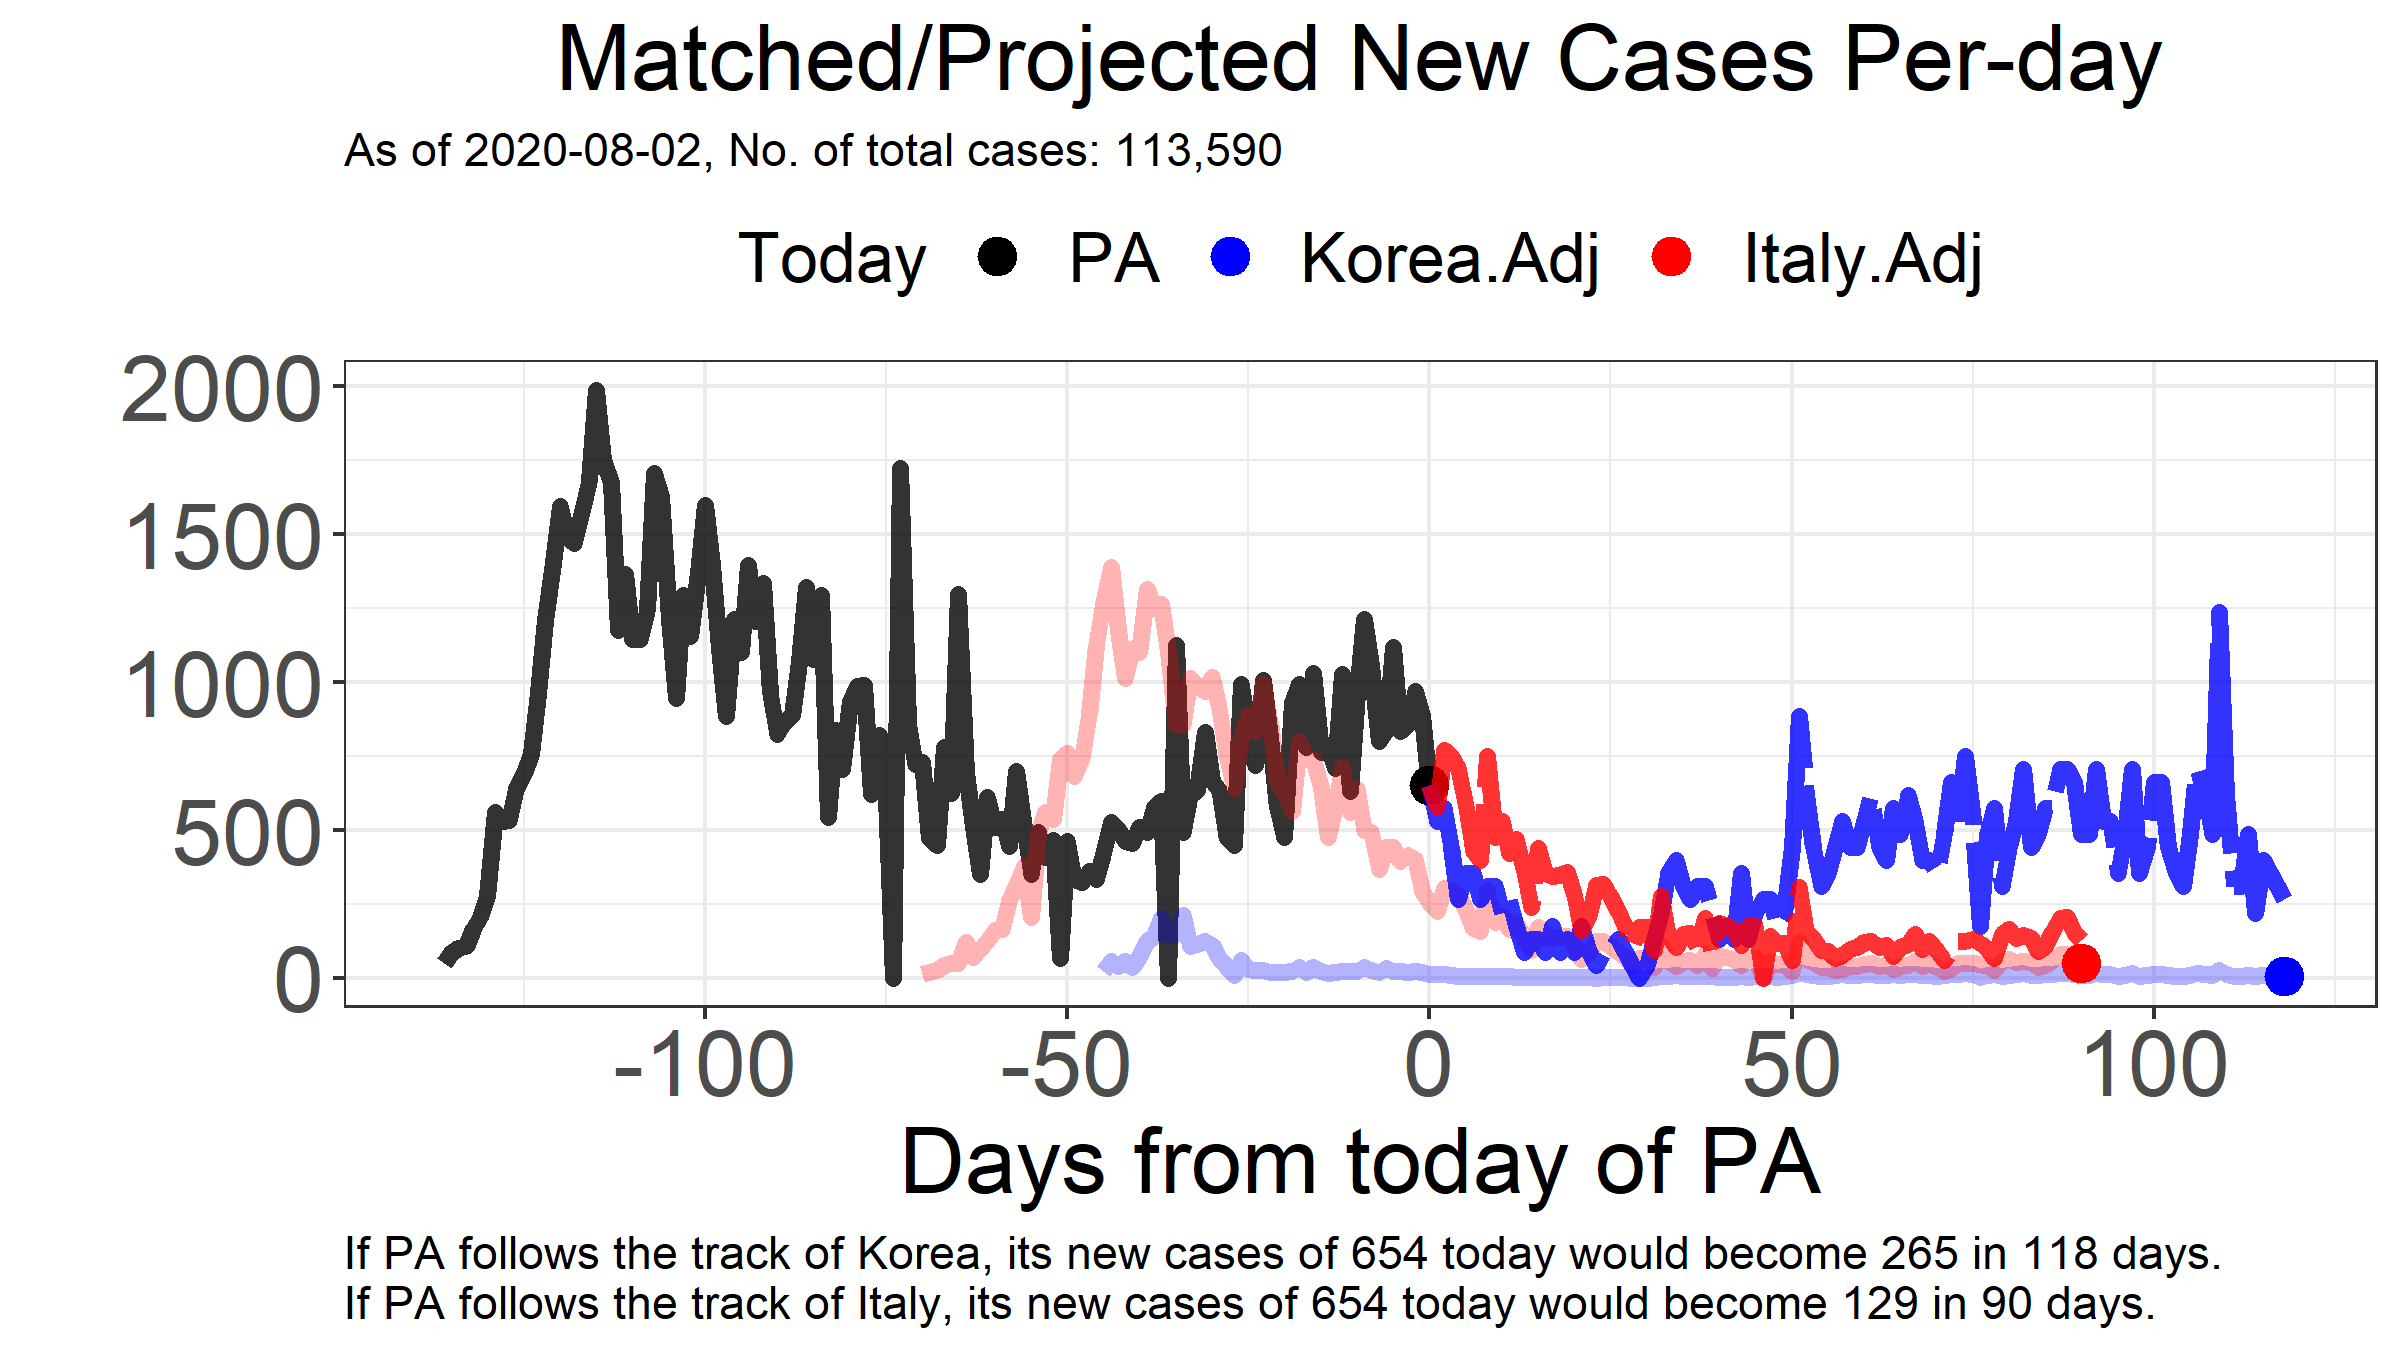 Matched/Projected New Cases Per-day
As of 2020-08-02, No. of total cases: 113,590
Today PA Korea.Adj Italy.Adj
2000
1500
1000
500
0
-100 -50 0 50 100
Days from today of PA
If PA follows the track of Korea, its new cases of 654 today would become 265 in 118 days.
If PA follows the track of Italy, its new cases of 654 today would become 129 in 90 days.